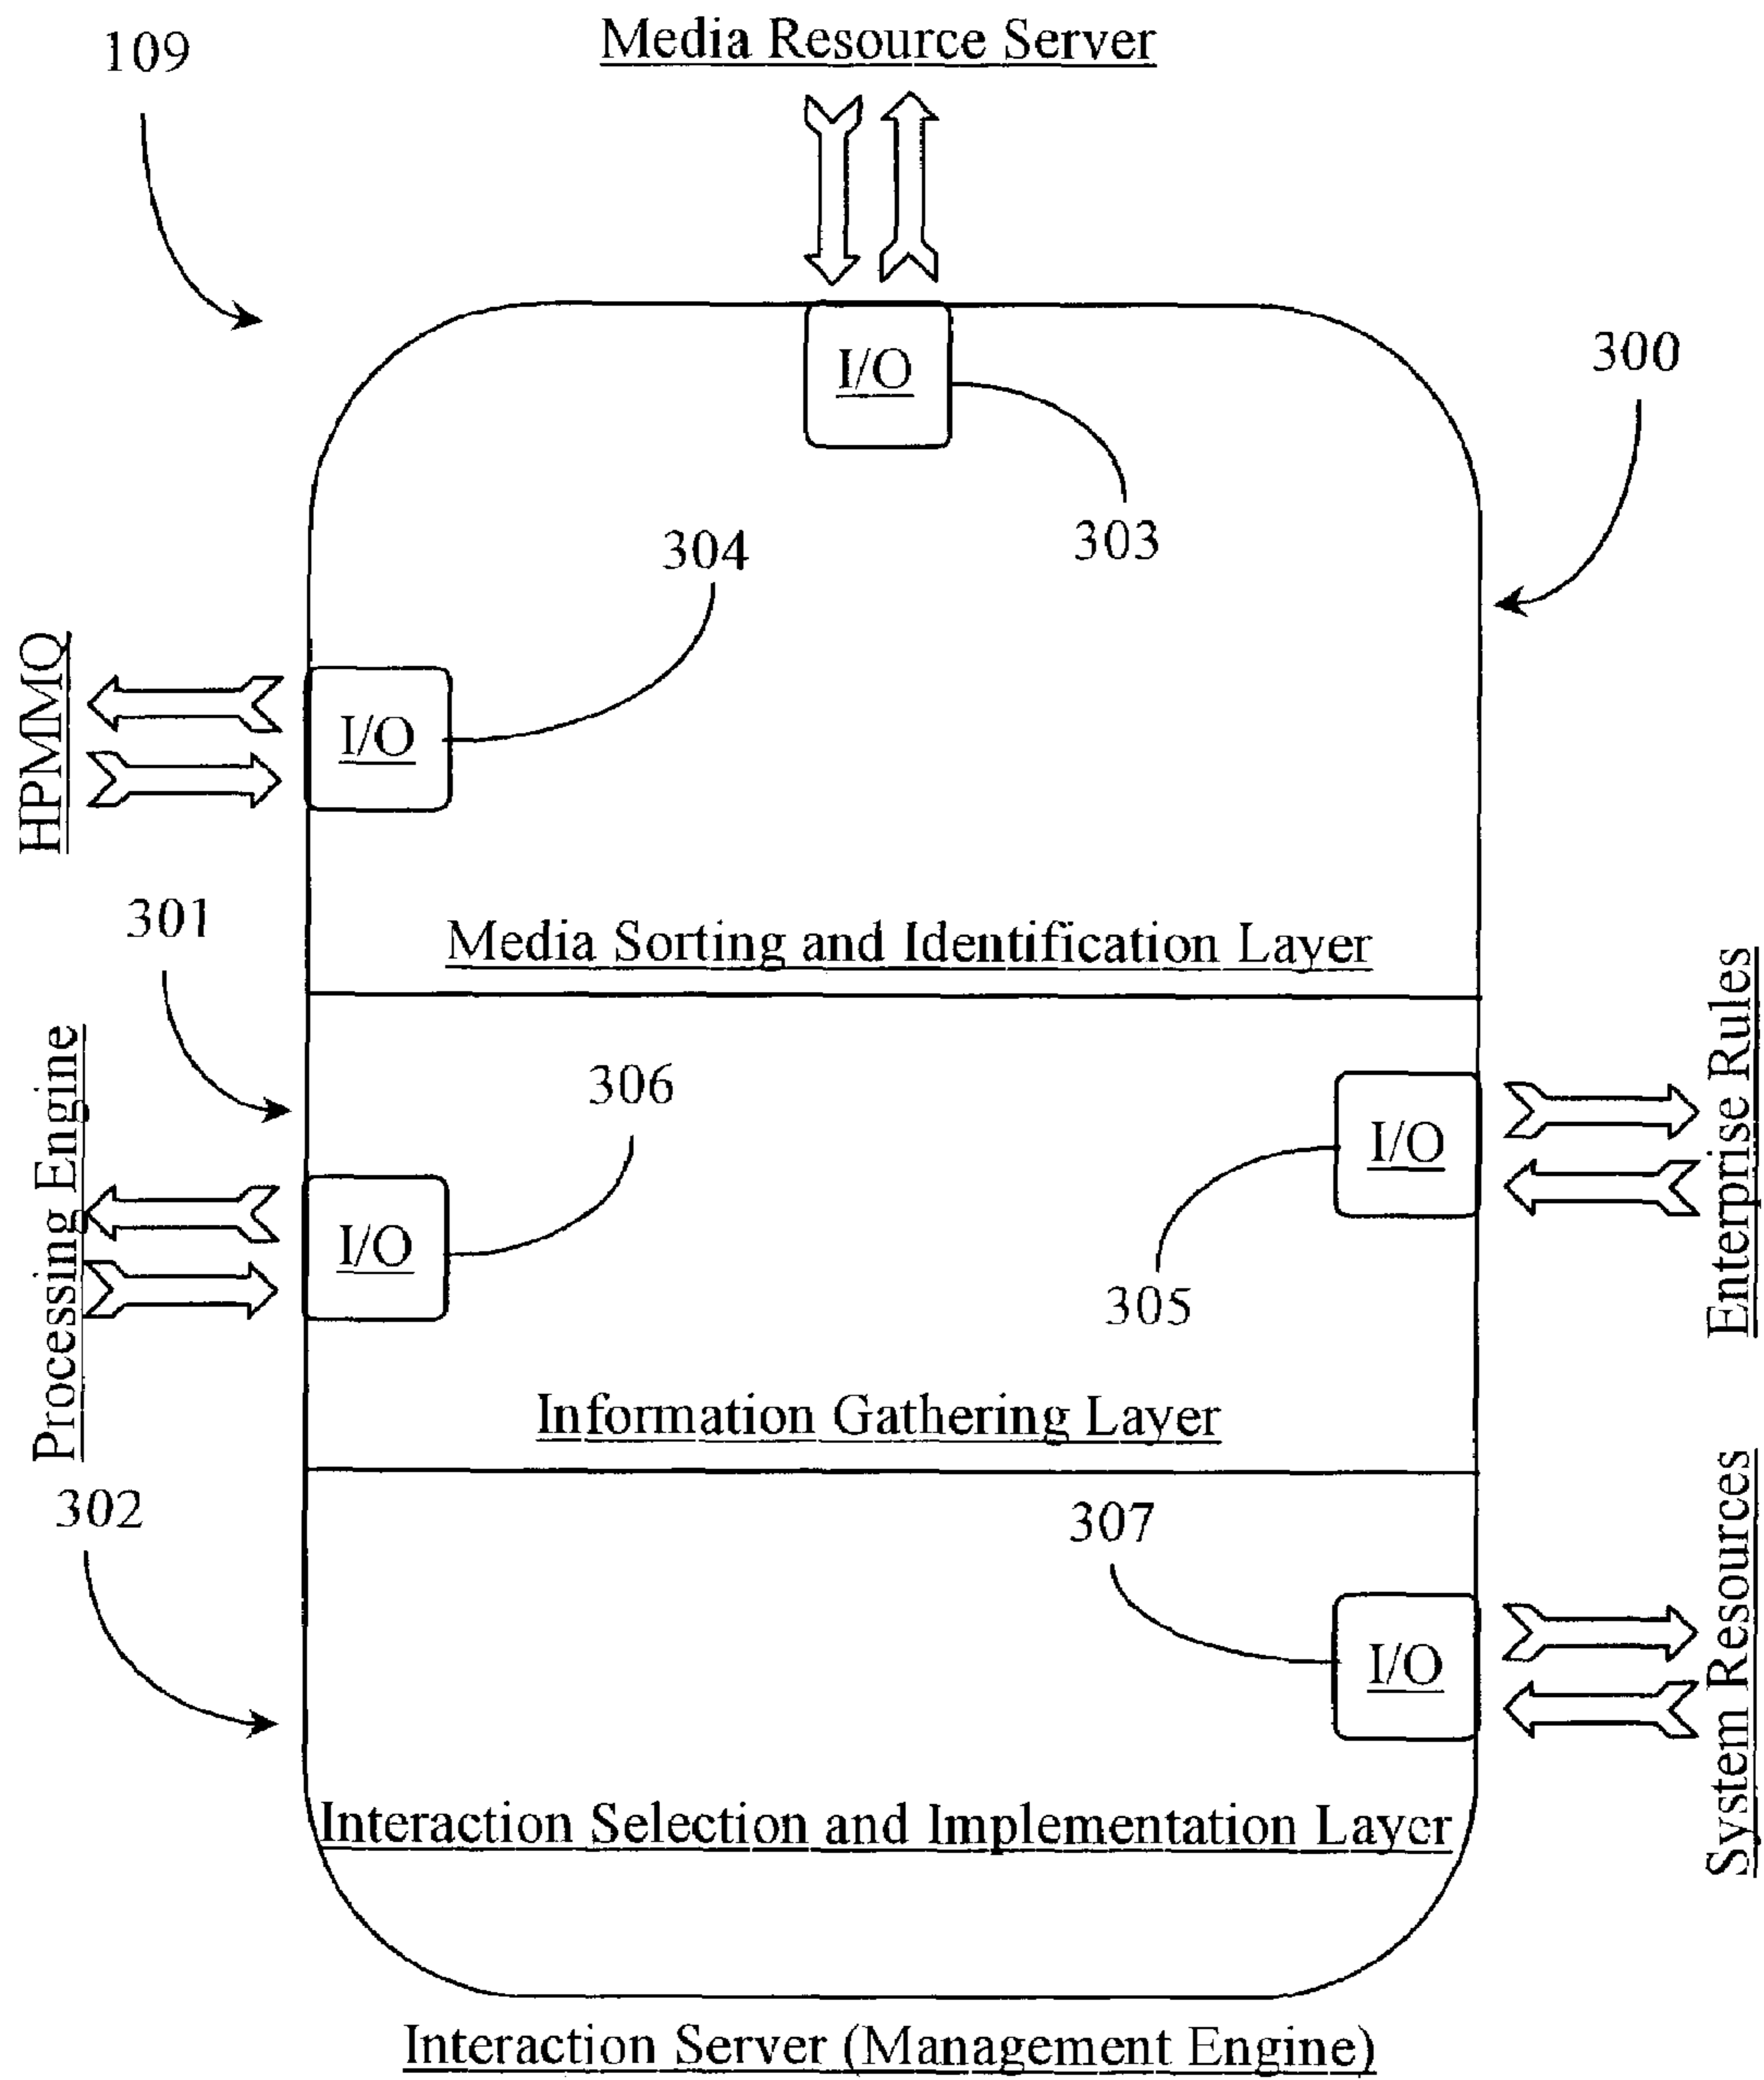 109
Media Resource Server
I/O
300
303
304
HPMMQ
I/O
Media Sorting and Identification Layer
301
306
Processing Engine
I/O
I/O
Enterprise Rules
305
Information Gathering Layer
302
307
I/O
System Resources
Interaction Selection and Implementation Layer
Interaction Server (Management Engine)